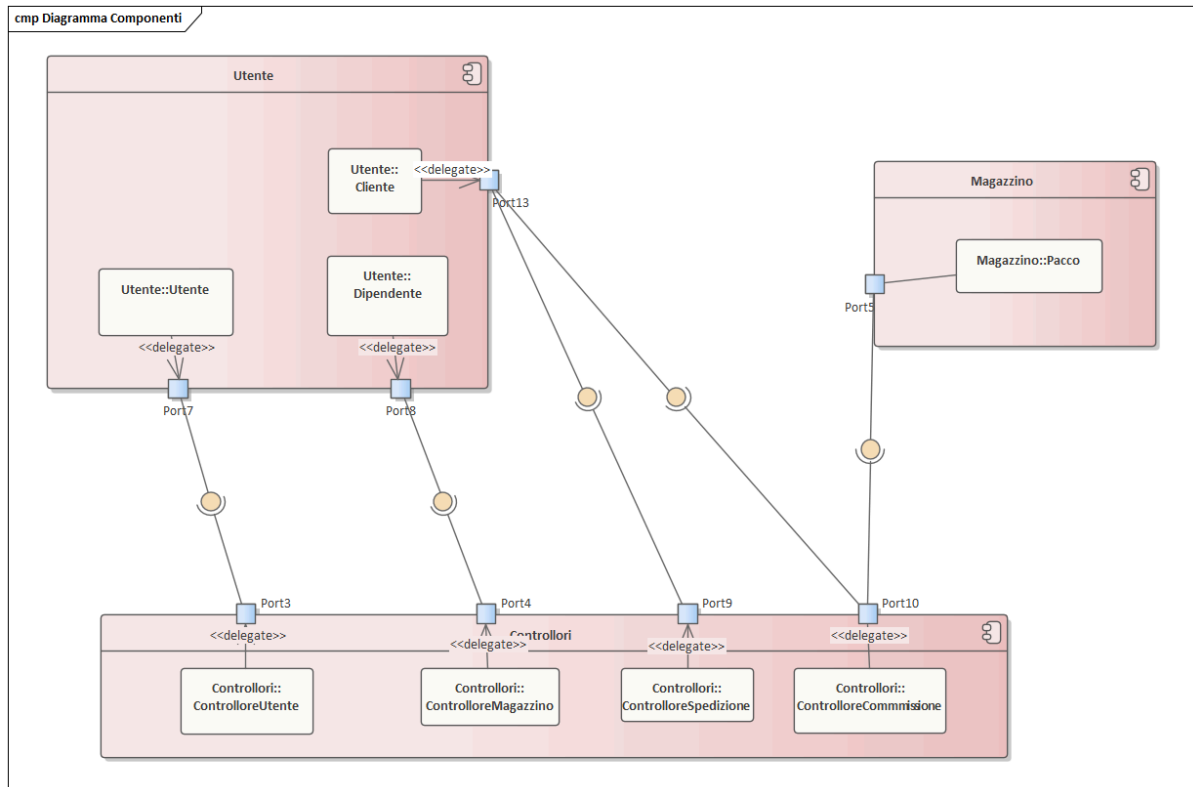 cmp Diagramma Componenti
Utente
Utente::
Cliente
<<delegate>>
Port13
Utente::
Dipendente
Utente::Utente
<<delegate>>
<<delegate>>
Port7
Port8
Magazzino
Magazzino::Pacco
Port5
Port3
Port4
Port9
Port10
Controllori
<<delegate>>
<<delegate>>
<<delegate>>
<<delegate>>
Controllori::
ControlloreUtente
Controllori::
ControlloreMagazzino
Controllori::
ControlloreSpedizione
Controllori::
ControlloreCommmissione